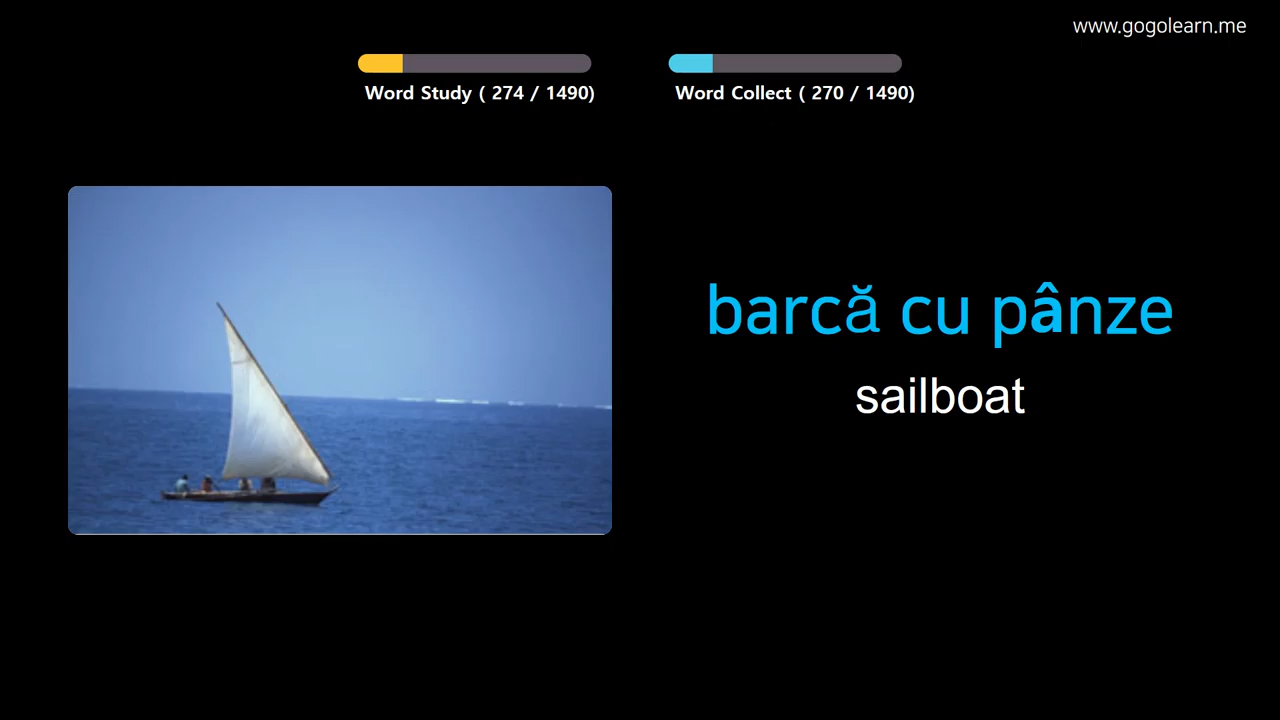 www.gogolearn.me
Word Study ( 274 / 1490)
Word Collect ( 270 / 1490)
barcă cu pânze
sailboat